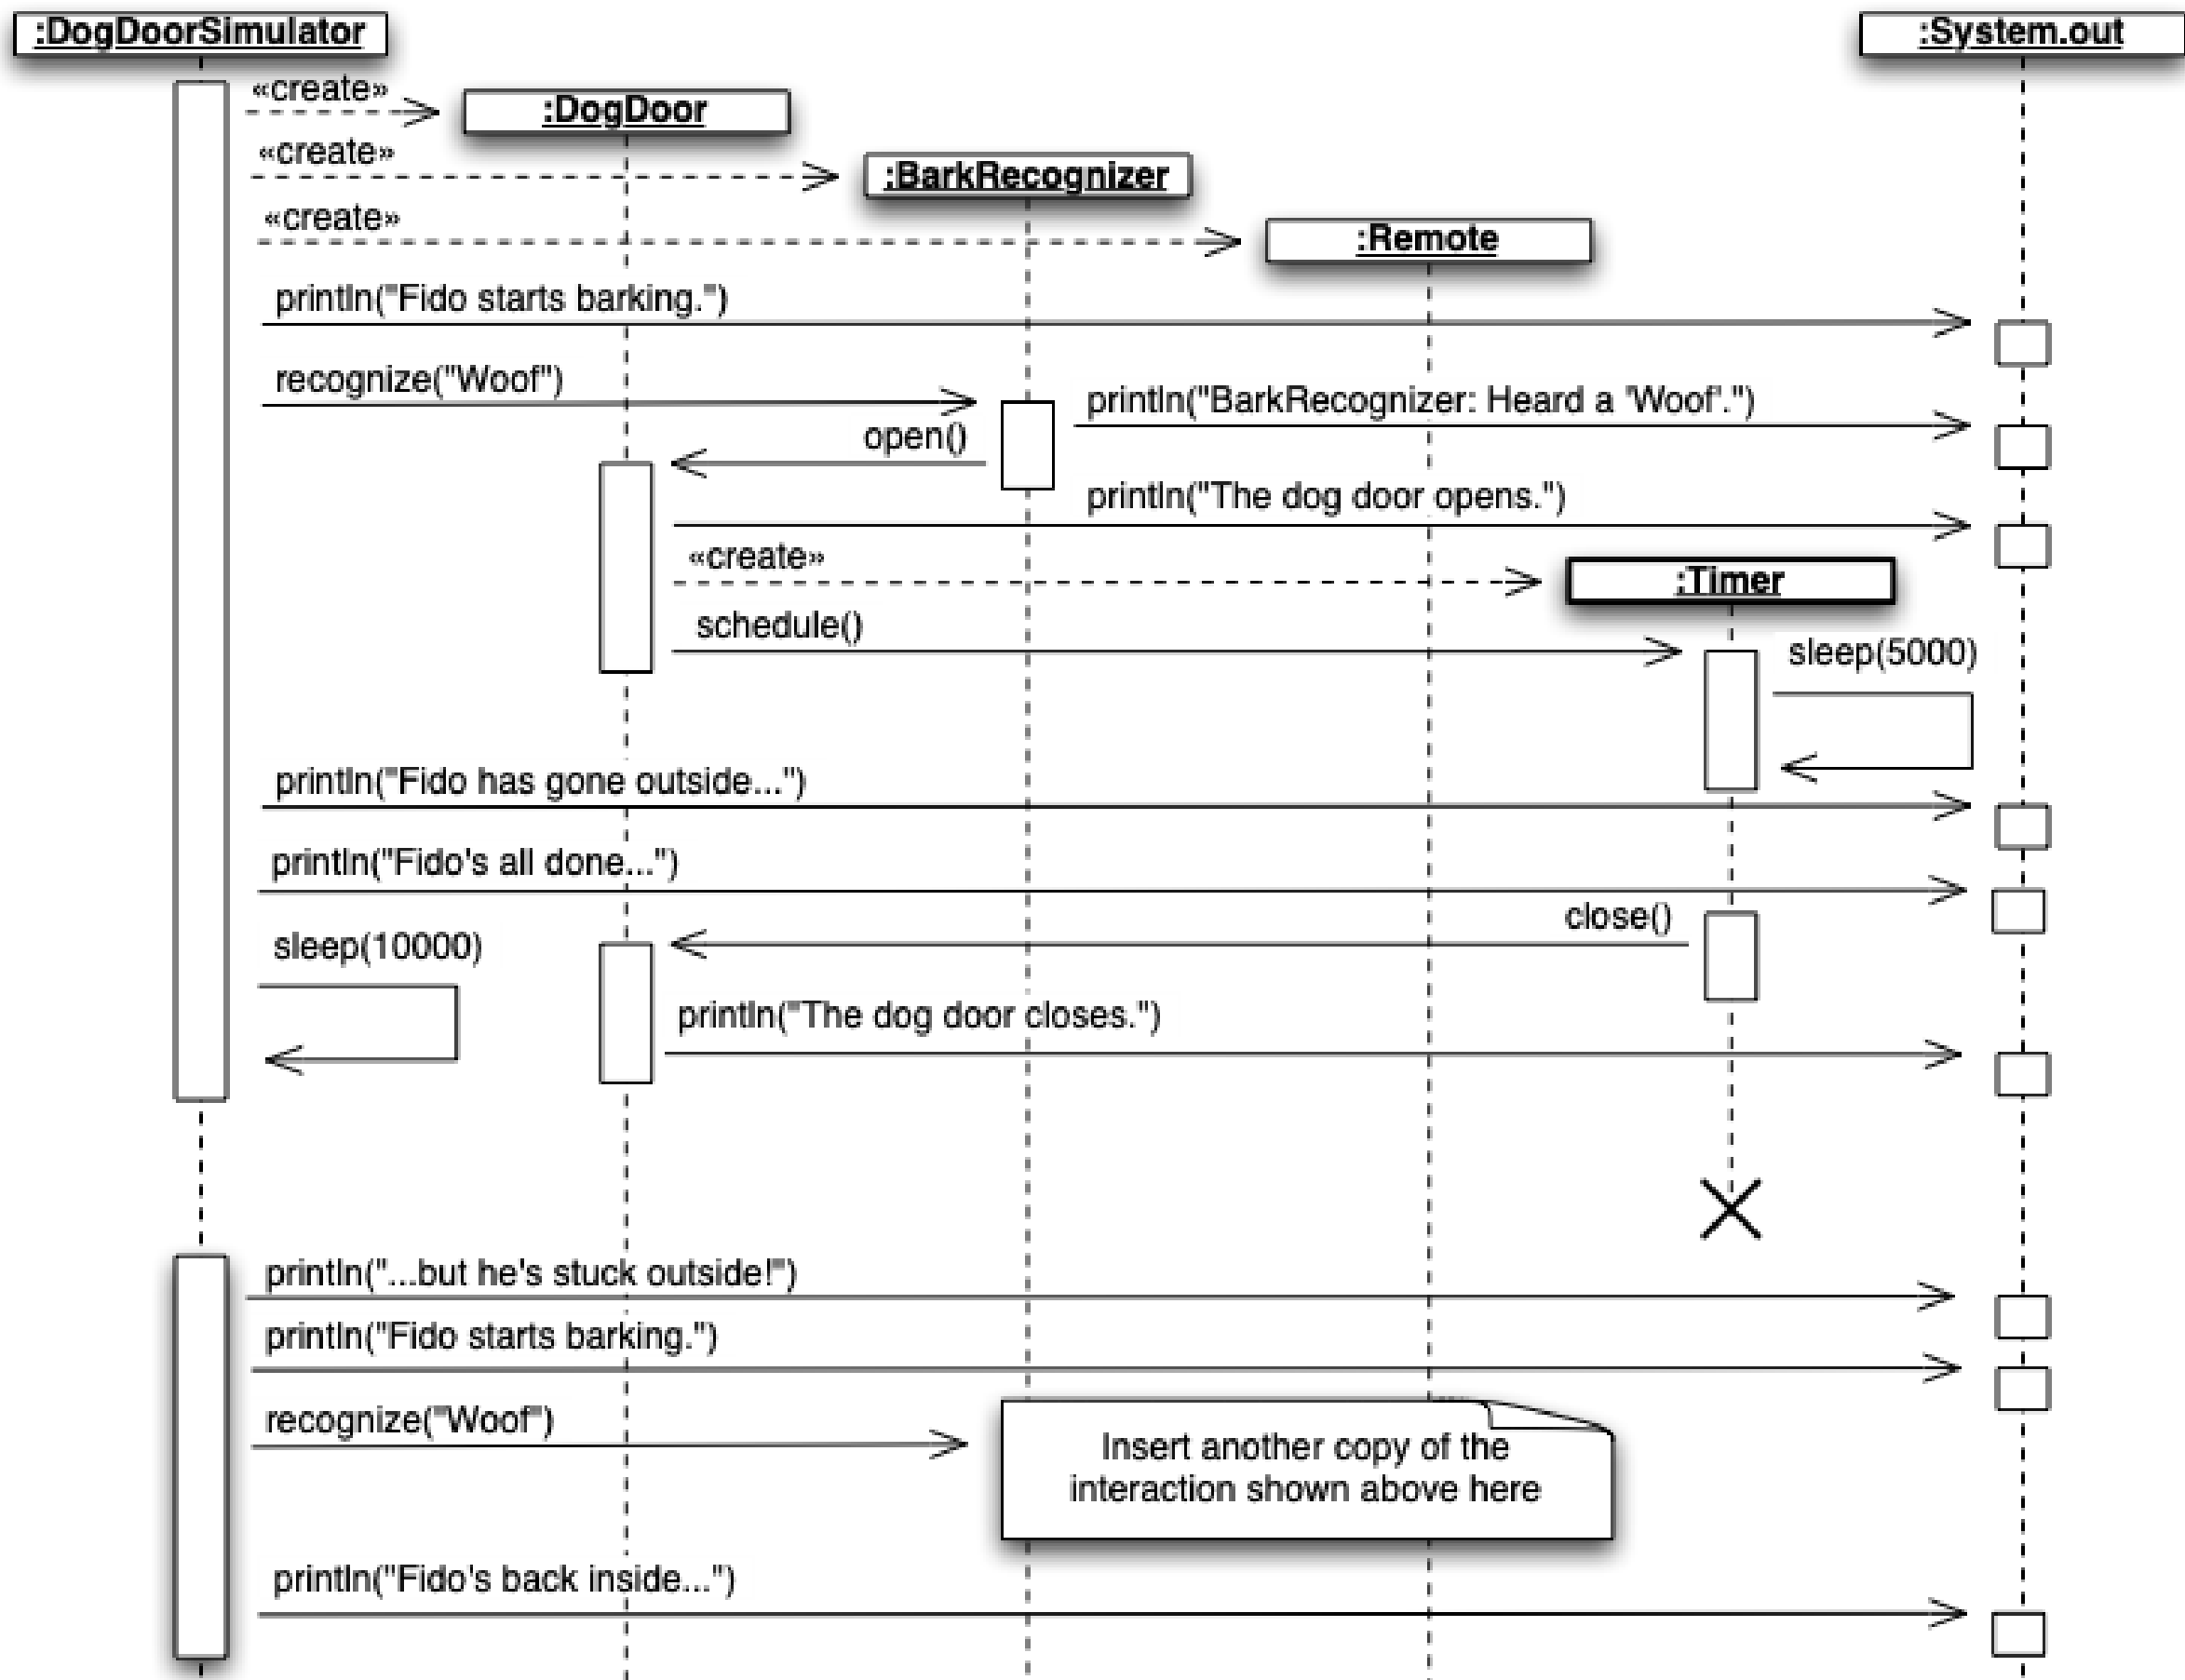 :DogDoorSimulator
:System.out
«create»
:DogDoor
«create»
:BarkRecognizer
«create»
:Remote
println("Fido starts barking.")
recognize("Woof")
println("BarkRecognizer: Heard a 'Woof'.")
open()
println("The dog door opens.")
«create»
:Timer
schedule()
sleep(5000)
println("Fido has gone outside...")
println("Fido's all done...")
close()
sleep(10000)
println("The dog door closes.")
println("...but he's stuck outside!")
println("Fido starts barking.")
recognize("Woof")
Insert another copy of the
interaction shown above here
println("Fido's back inside...")